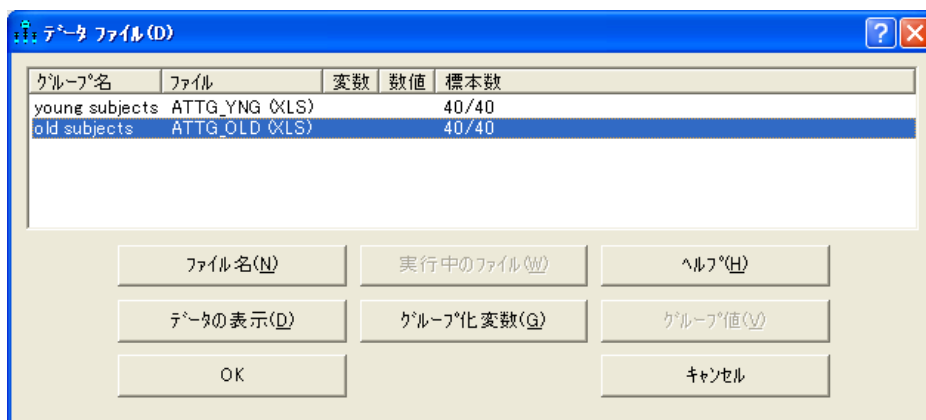 ﾃﾞｰﾀ ﾌｧｲﾙ(D)
ｸﾞﾙｰﾌﾟ名 ﾌｧｲﾙ 変数 数値 標本数
young subjects ATTG_YNG (XLS) 40/40
old subjects ATTG_OLD (XLS) 40/40
ﾌｧｲﾙ名(N) 実行中のﾌｧｲﾙ(W) ﾍﾙﾌﾟ(H)
ﾃﾞｰﾀの表示(D) ｸﾞﾙｰﾌﾟ化変数(G) ｸﾞﾙｰﾌﾟ値(V)
OK ｷｬﾝｾﾙ